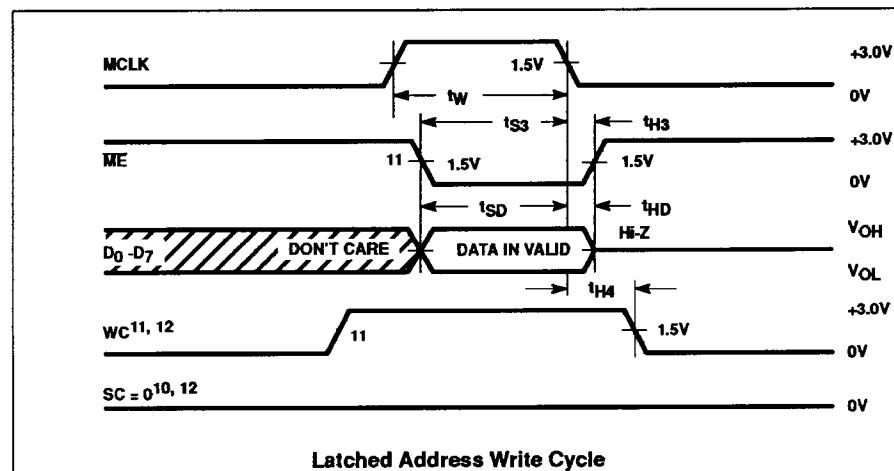 MCLK 1.5V +3.0V
0V
tW
tS3 tH3
ME 11 1.5V 1.5V +3.0V
0V
tSD tHD
D0 -D7 DON'T CARE DATA IN VALID Hi-Z VOH
VOL
tH4
WC11, 12 11 1.5V +3.0V
0V
SC = 010, 12 0V
Latched Address Write Cycle